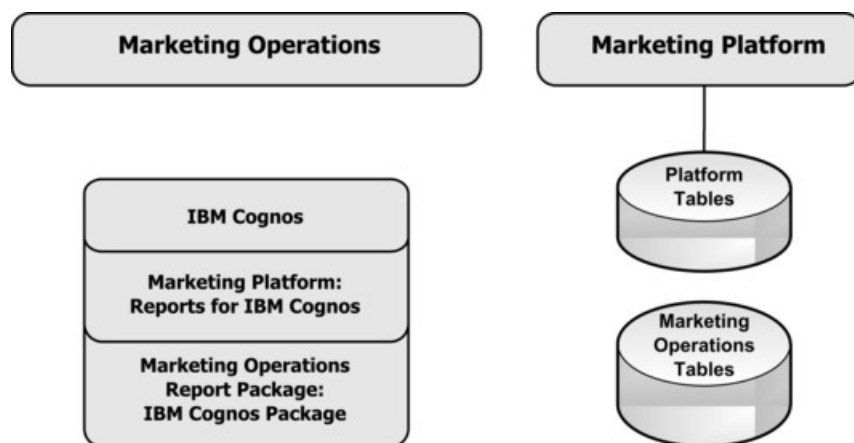 Marketing Operations
Marketing Platform
Platform
Tables
IBM Cognos
Marketing Platform:
Reports for IBM Cognos
Marketing
Operations
Tables
Marketing Operations
Report Package:
IBM Cognos Package